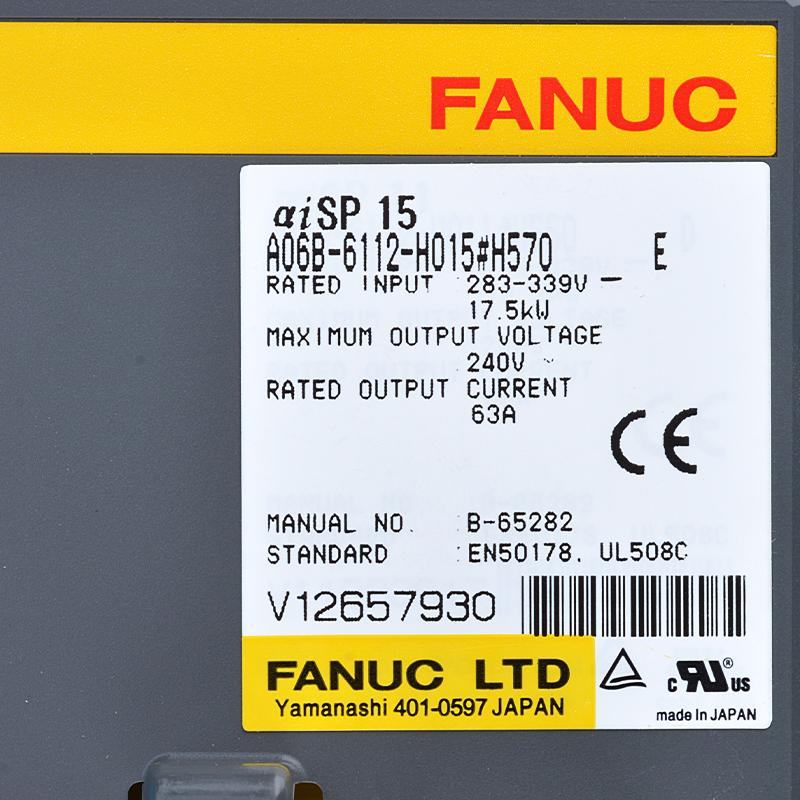 FANUC
αiSP 15
A06B-6112-H015#H570 E
RATED INPUT 283-339V ⎓
17.5kW
MAXIMUM OUTPUT VOLTAGE
240V ~
RATED OUTPUT CURRENT
63A
CE
MANUAL NO. B-65282
STANDARD EN50178. UL508C
V12657930
FANUC LTD
Yamanashi 401-0597 JAPAN
c RU® US
made In JAPAN